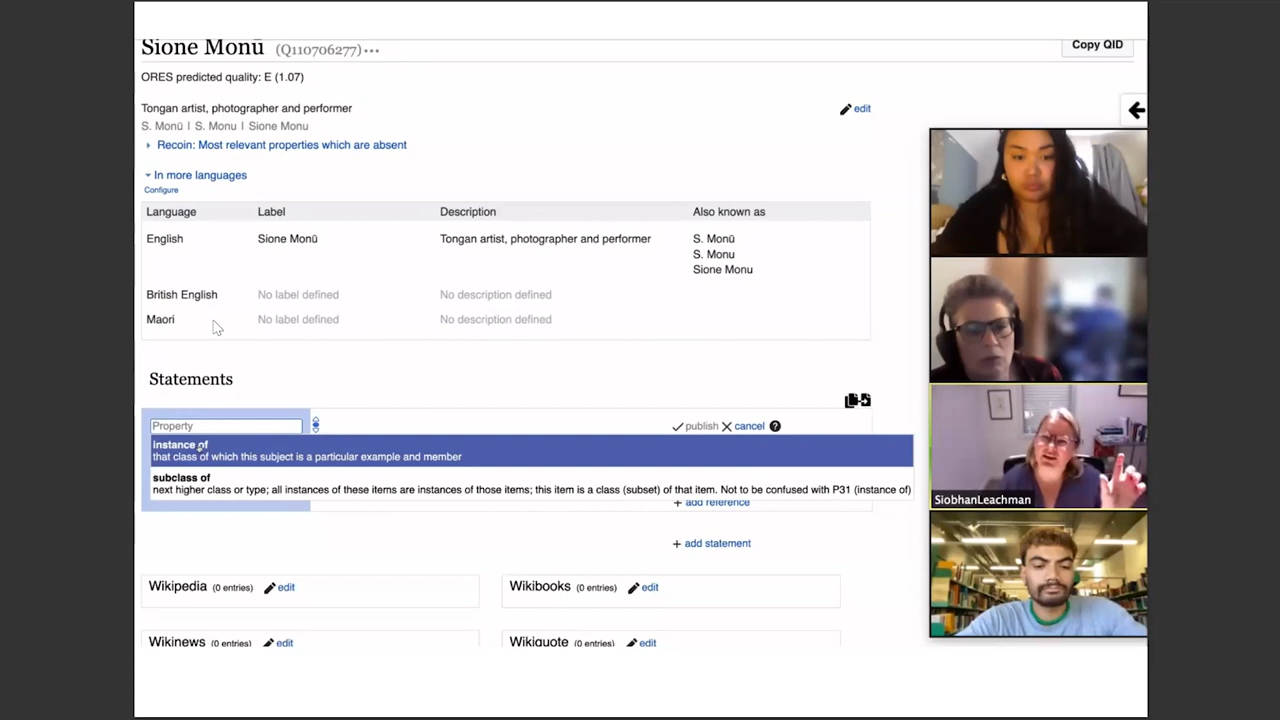 Sione Monū (Q110706277)•••
Copy QID
ORES predicted quality: E (1.07)
Tongan artist, photographer and performer
edit
S. Monū | S. Monu | Sione Monu
Recoin: Most relevant properties which are absent
In more languages
Configure
Language Label Description Also known as
English Sione Monū Tongan artist, photographer and performer S. Monū
S. Monu
Sione Monu
British English No label defined No description defined
Maori No label defined No description defined
Statements
Property
publish cancel ?
instance of
that class of which this subject is a particular example and member
subclass of
next higher class or type; all instances of these items are instances of those items; this item is a class (subset) of that item. Not to be confused with P31 (instance of)
+ add reference
+ add statement
Wikipedia (0 entries) edit Wikibooks (0 entries) edit
Wikinews (0 entries) edit Wikiquote (0 entries) edit
SiobhanLeachman